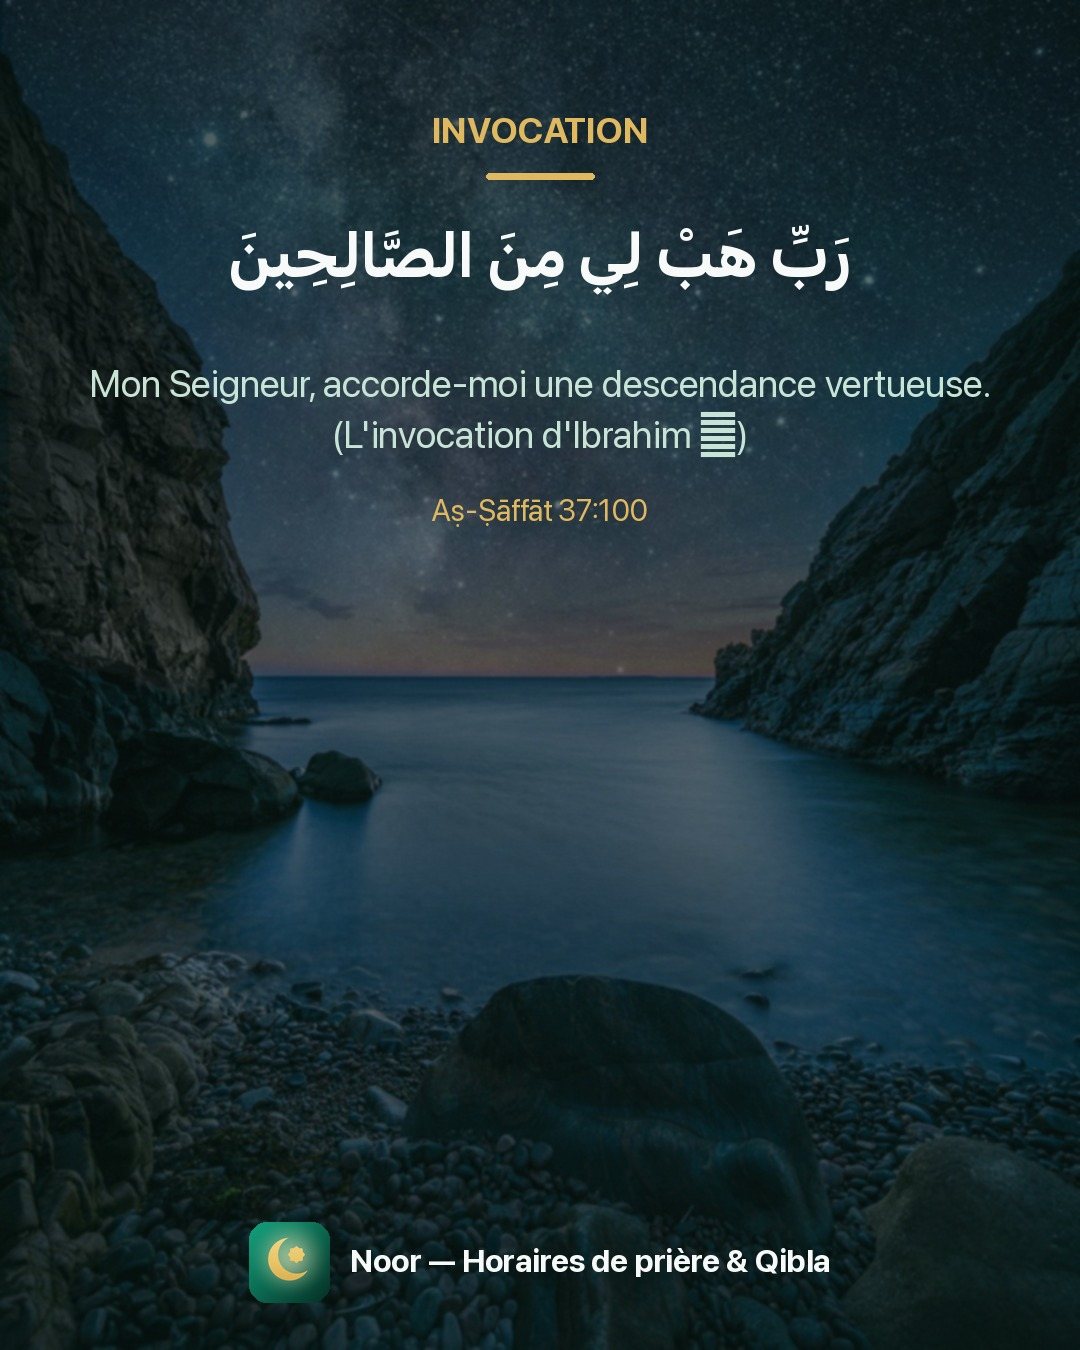 INVOCATION
رَبِّ هَبْ لِي مِنَ الصَّالِحِينَ
Mon Seigneur, accorde-moi une descendance vertueuse.
(L'invocation d'Ibrahim )
Aṣ-Ṣāffāt 37:100
Noor — Horaires de prière & Qibla